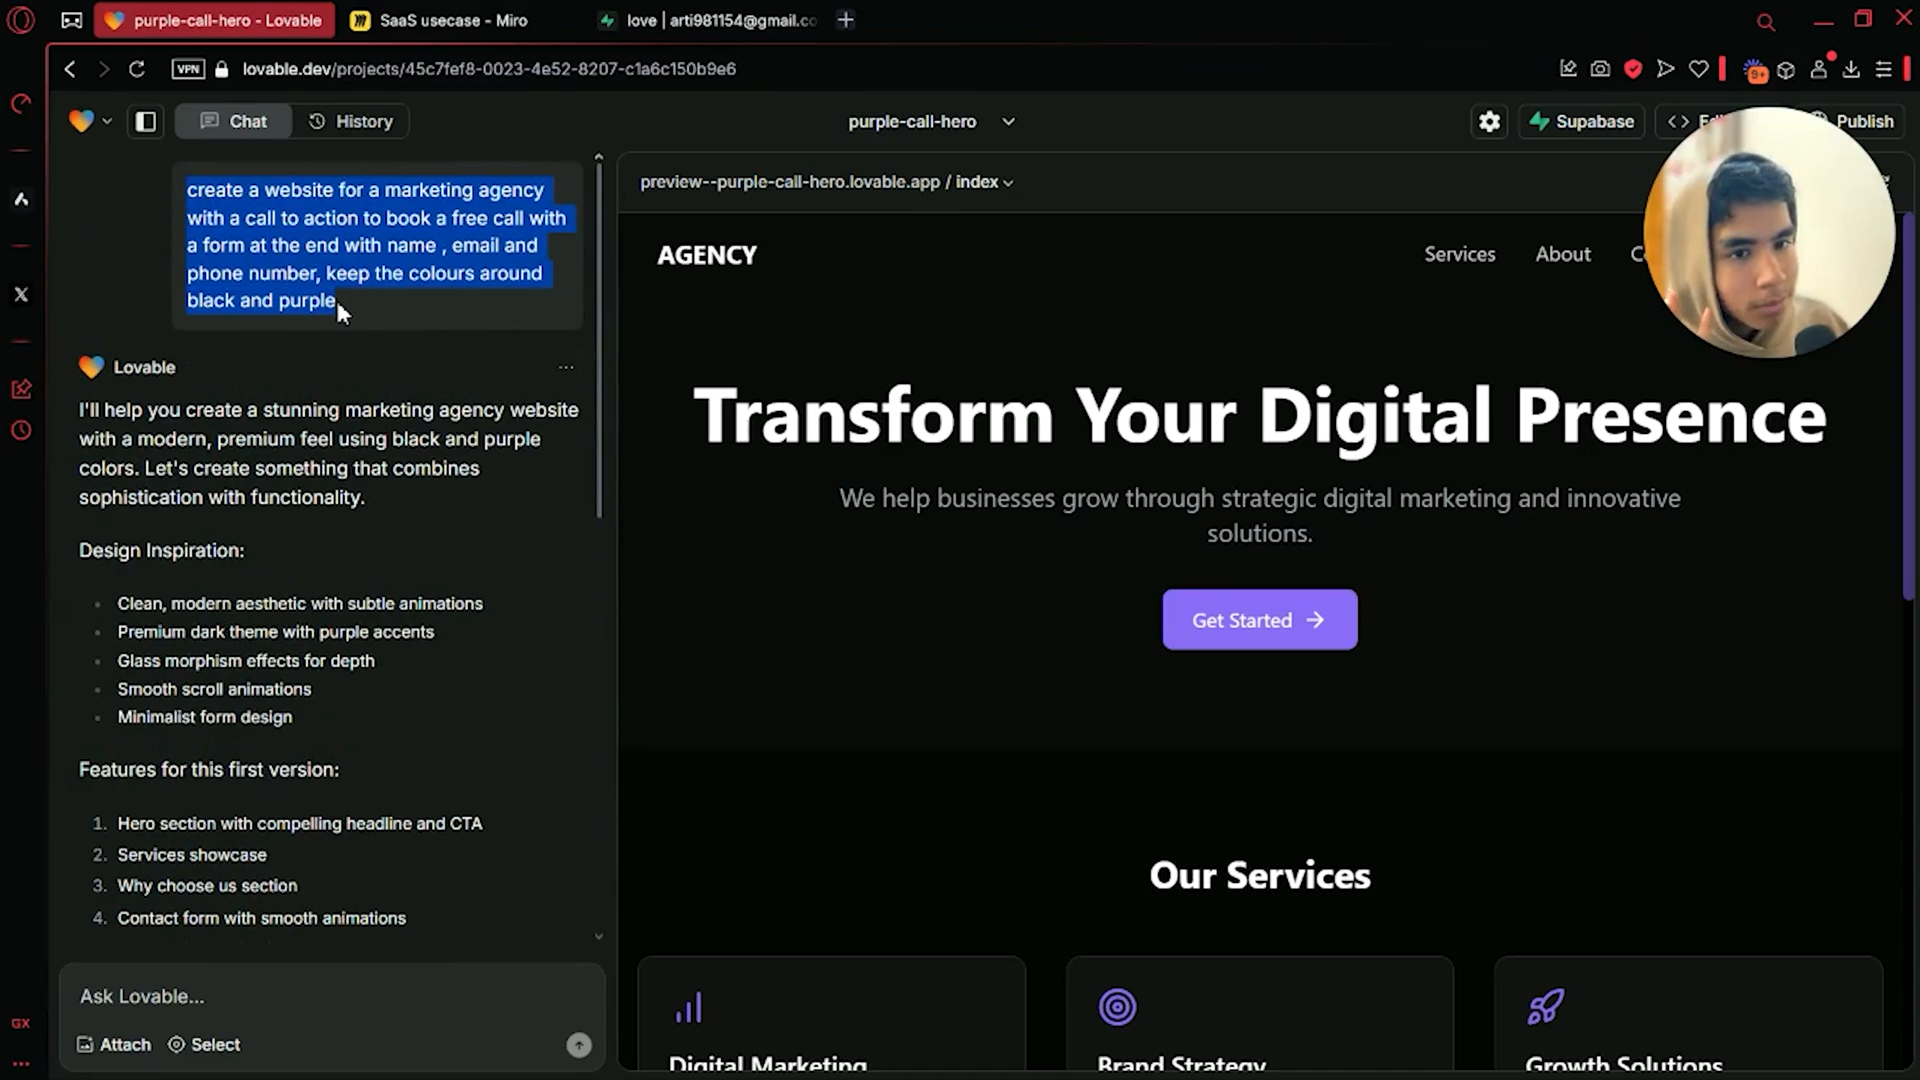 purple-call-hero - Lovable
SaaS usecase - Miro
love | arti981154@gmail.co
VPN
lovable.dev/projects/45c7fef8-0023-4e52-8207-c1a6c150b9e6
9+
Chat
History
purple-call-hero
Supabase
Publish
create a website for a marketing agency
with a call to action to book a free call with
a form at the end with name , email and
phone number, keep the colours around
black and purple
Lovable
I'll help you create a stunning marketing agency website
with a modern, premium feel using black and purple
colors. Let's create something that combines
sophistication with functionality.
Design Inspiration:
Clean, modern aesthetic with subtle animations
Premium dark theme with purple accents
Glass morphism effects for depth
Smooth scroll animations
Minimalist form design
Features for this first version:
1. Hero section with compelling headline and CTA
2. Services showcase
3. Why choose us section
4. Contact form with smooth animations
Ask Lovable...
Attach
Select
GX
preview--purple-call-hero.lovable.app / index
AGENCY
Services
About
Transform Your Digital Presence
We help businesses grow through strategic digital marketing and innovative
solutions.
Get Started
Our Services
Digital Marketing
Brand Strategy
Growth Solutions